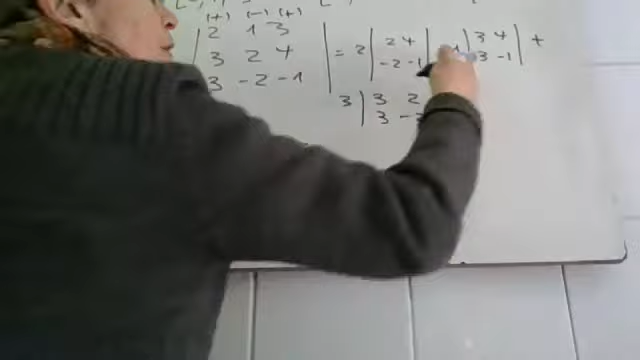 (+) (-) (+)
| 2 1 3 |
| 3 2 4 | = 2 | 2 4 | 1 | 3 4 | +
| 3 -2 -1 | | -2 -1 | | 3 -1 |
3 | 3 2
| 3 -